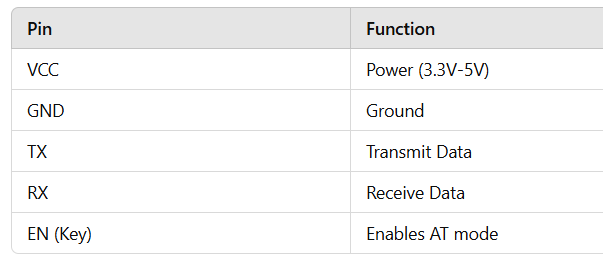 Pin Function
VCC Power (3.3V-5V)
GND Ground
TX Transmit Data
RX Receive Data
EN (Key) Enables AT mode